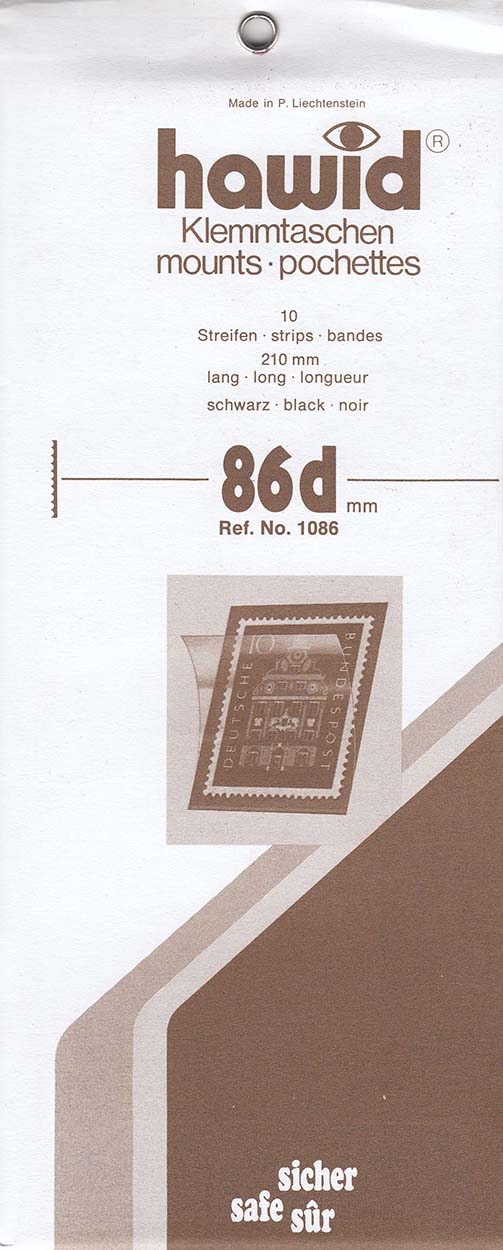 Made in P. Liechtenstein
hawid ®
Klemmtaschen
mounts · pochettes
10
Streifen · strips · bandes
210 mm
lang · long · longueur
schwarz · black · noir
86d mm
Ref. No. 1086
10
DEUTSCHE
BUNDESPOST
sicher
safe sûr